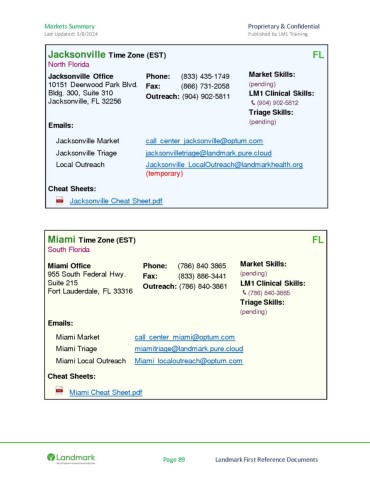 Markets Summary Proprietary & Confidential
Last Updated: 5/8/2024 Published by LM1 Training
Jacksonville Time Zone (EST) FL
North Florida
Jacksonville Office
10151 Deerwood Park Blvd.
Bldg. 300, Suite 310
Jacksonville, FL 32256
Phone: (833) 435-1749
Fax: (866) 731-2058
Outreach: (904) 902-5811
Market Skills:
(pending)
LM1 Clinical Skills:
(904) 902-5812
Triage Skills:
(pending)
Emails:
Jacksonville Market call_center_jacksonville@optum.com
Jacksonville Triage jacksonvilletriage@landmark.pure.cloud
Local Outreach Jacksonville_LocalOutreach@landmarkhealth.org
(temporary)
Cheat Sheets:
Jacksonville Cheat Sheet.pdf
Miami Time Zone (EST) FL
South Florida
Miami Office
955 South Federal Hwy.
Suite 215
Fort Lauderdale, FL 33316
Phone: (786) 840 3865
Fax: (833) 886-3441
Outreach: (786) 840-3861
Market Skills:
(pending)
LM1 Clinical Skills:
(786) 840-3865
Triage Skills:
(pending)
Emails:
Miami Market call_center_miami@optum.com
Miami Triage miamitriage@landmark.pure.cloud
Miami Local Outreach Miami_localoutreach@optum.com
Cheat Sheets:
Miami Cheat Sheet.pdf
Landmark Page 89 Landmark First Reference Documents